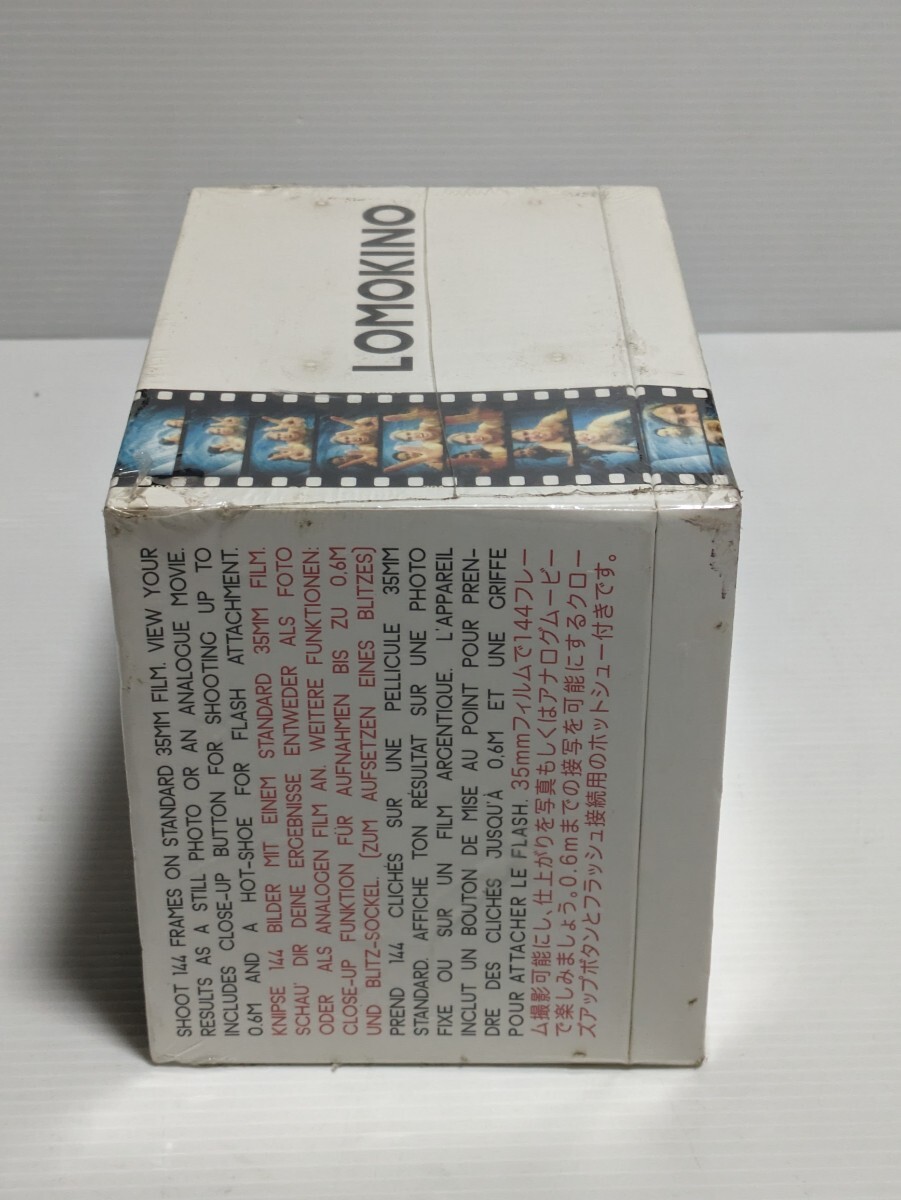 LOMOKINO
SHOOT 144 FRAMES ON STANDARD 35MM FILM. VIEW YOUR
RESULTS AS A STILL PHOTO OR AN ANALOGUE MOVIE.
INCLUDES CLOSE-UP BUTTON FOR SHOOTING UP TO
0.6M AND A HOT-SHOE FOR FLASH ATTACHMENT.
KNIPSE 144 BILDER MIT EINEM STANDARD 35MM FILM.
SCHAU' DIR DEINE ERGEBNISSE ENTWEDER ALS FOTO
ODER ALS ANALOGEN FILM AN. WEITERE FUNKTIONEN:
CLOSE-UP FUNKTION FÜR AUFNAHMEN BIS ZU 0,6M
UND BLITZ-SOCKEL. (ZUM AUFSETZEN EINES BLITZES)
PREND 144 CLICHÉS SUR UNE PELLICULE 35MM
STANDARD. AFFICHE TON RÉSULTAT SUR UNE PHOTO
FIXE OU SUR UN FILM ARGENTIQUE. L'APPAREIL
INCLUT UN BOUTON DE MISE AU POINT POUR PREN-
DRE DES CLICHÉS JUSQU'À 0,6M ET UNE GRIFFE
POUR ATTACHER LE FLASH. 35mmフィルムで144フレー
ム撮影可能にし、仕上がりを写真もしくはアナログムービー
で楽しみましょう。0.6mまでの接写を可能にするクロー
ズアップボタンとフラッシュ接続用のホットシュー付きです。